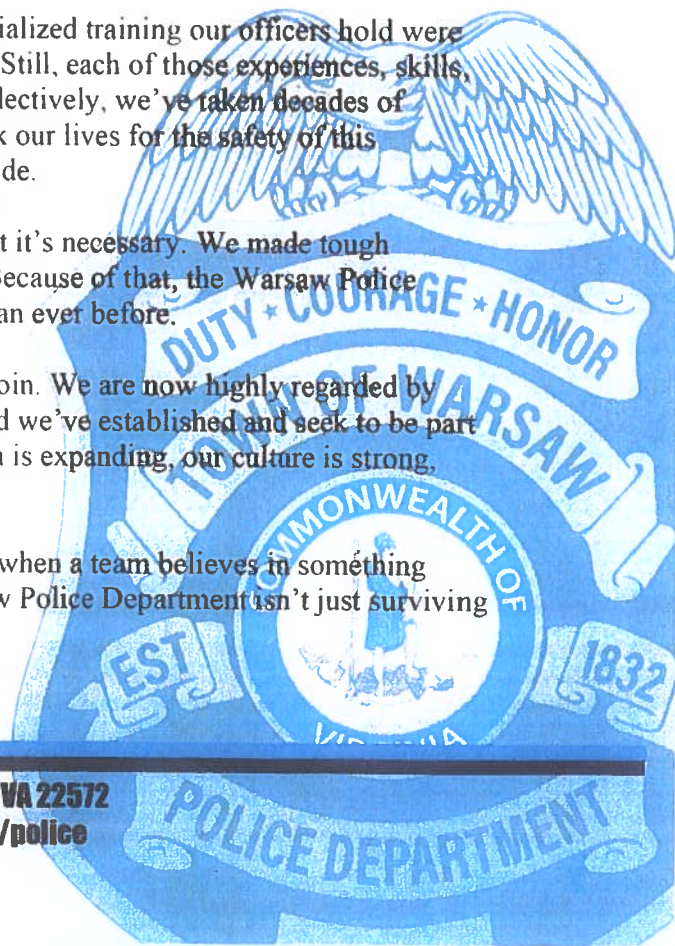 ialized training our officers hold were
Still, each of those experiences, skills,
lectively, we've taken decades of
k our lives for the safety of this
de.
t it's necessary. We made tough
Because of that, the Warsaw Police
an ever before.
oin. We are now highly regarded by
d we've established and seek to be part
n is expanding, our culture is strong,
when a team believes in something
w Police Department isn't just surviving
DUTY ★ COURAGE ★ HONOR
TOWN OF WARSAW
COMMONWEALTH OF
VIRGINIA
EST 1832
VA 22572
/police
POLICE DEPARTMENT